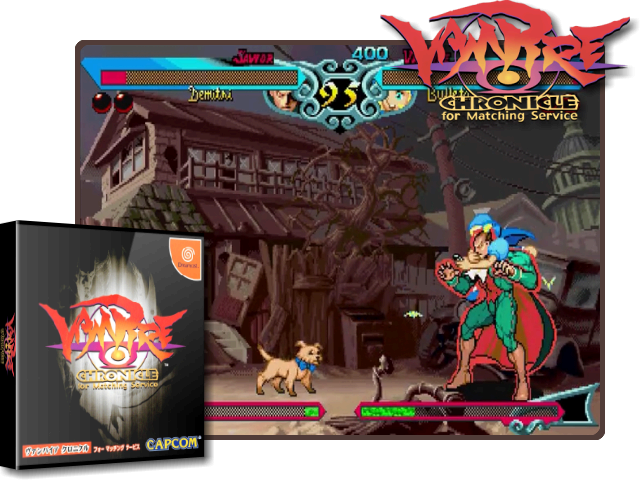 SAVIOR
400
95
Demitri
VAMPIRE
CHRONICLE
for Matching Service
Dreamcast
VAMPIRE
CHRONICLE
for Matching Service
TM
ヴァンパイア クロニクル フォー マッチング サービス
CAPCOM